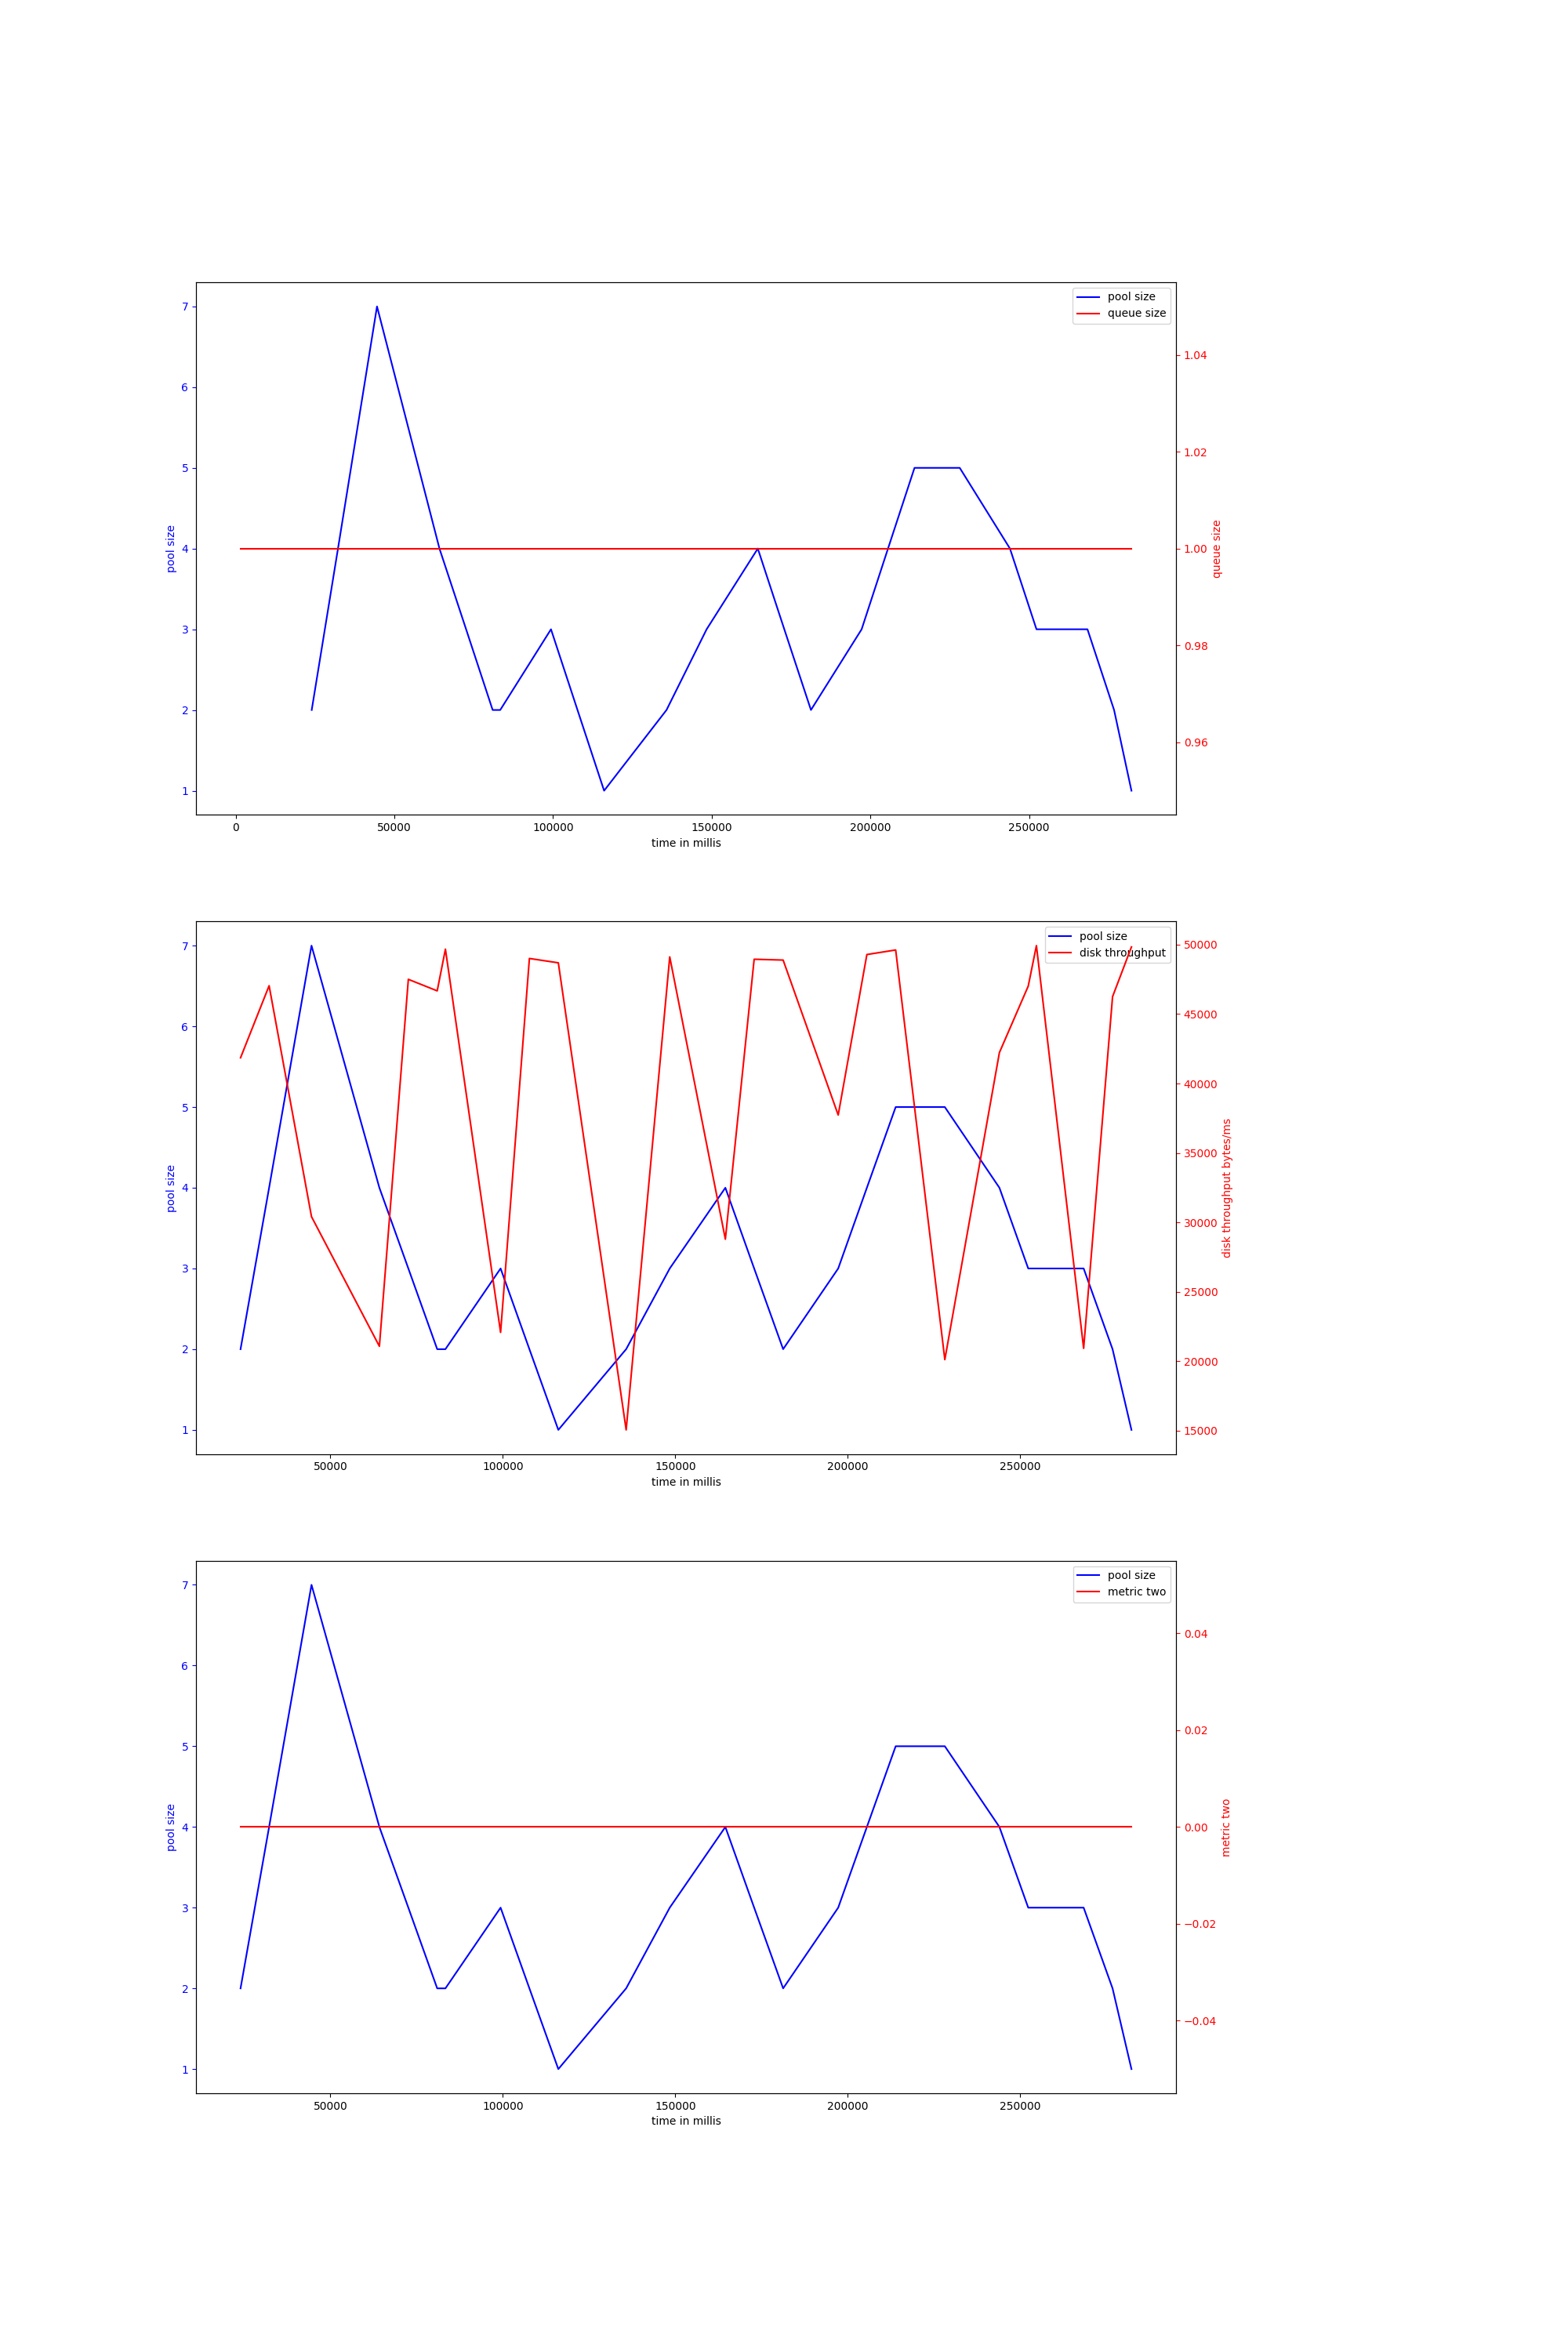 pool size
queue size
7
6
5
4
3
2
1
pool size
1.04
1.02
1.00
0.98
0.96
queue size
0 50000 100000 150000 200000 250000
time in millis
pool size
disk throughput
7
6
5
4
3
2
1
pool size
50000
45000
40000
35000
30000
25000
20000
15000
disk throughput bytes/ms
50000 100000 150000 200000 250000
time in millis
pool size
metric two
7
6
5
4
3
2
1
pool size
0.04
0.02
0.00
−0.02
−0.04
metric two
50000 100000 150000 200000 250000
time in millis